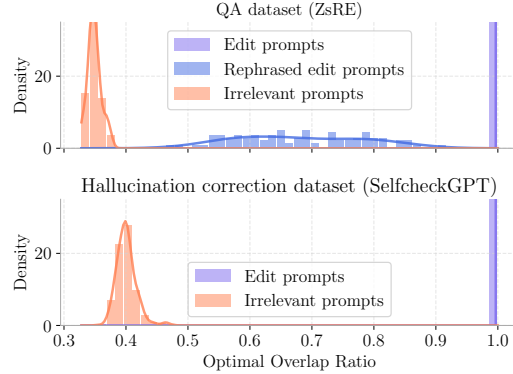 QA dataset (ZsRE)
Density
20
0
Edit prompts
Rephrased edit prompts
Irrelevant prompts
Hallucination correction dataset (SelfcheckGPT)
Density
20
0
Edit prompts
Irrelevant prompts
0.3 0.4 0.5 0.6 0.7 0.8 0.9 1.0
Optimal Overlap Ratio